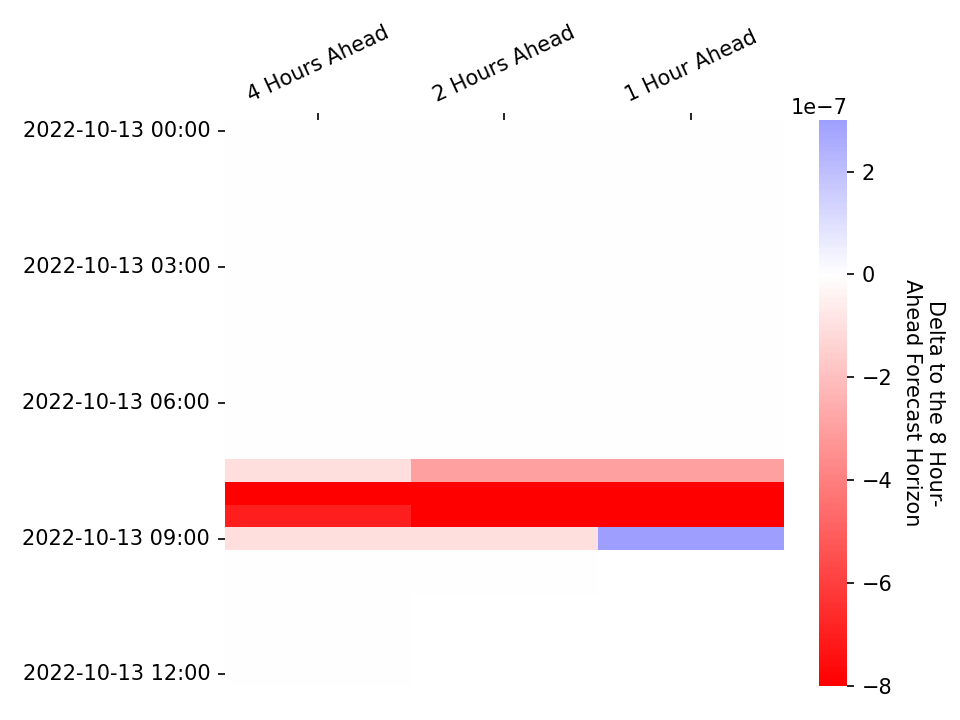 4 Hours Ahead
2 Hours Ahead
1 Hour Ahead
1e−7
2022-10-13 00:00
2022-10-13 03:00
2022-10-13 06:00
2022-10-13 09:00
2022-10-13 12:00
2
0
−2
−4
−6
−8
Delta to the 8 Hour-
Ahead Forecast Horizon